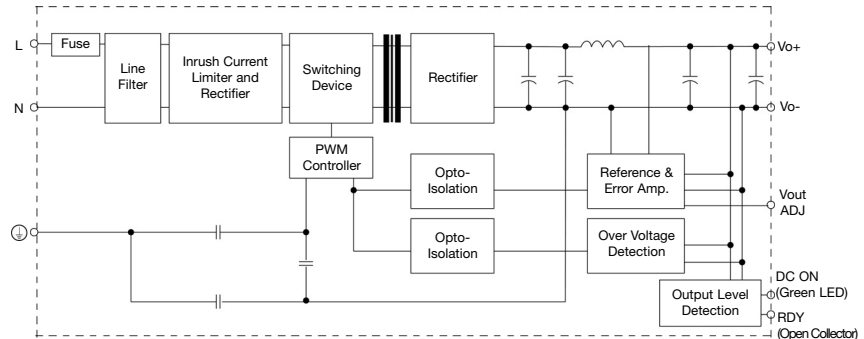 L
Fuse
Line
Filter
Inrush Current
Limiter and
Rectifier
Switching
Device
Rectifier
Vo+
N
Vo-
PWM
Controller
Opto-
Isolation
Reference &
Error Amp.
Vout
ADJ
Opto-
Isolation
Over Voltage
Detection
Output Level
Detection
DC ON
(Green LED)
RDY
(Open Collector)